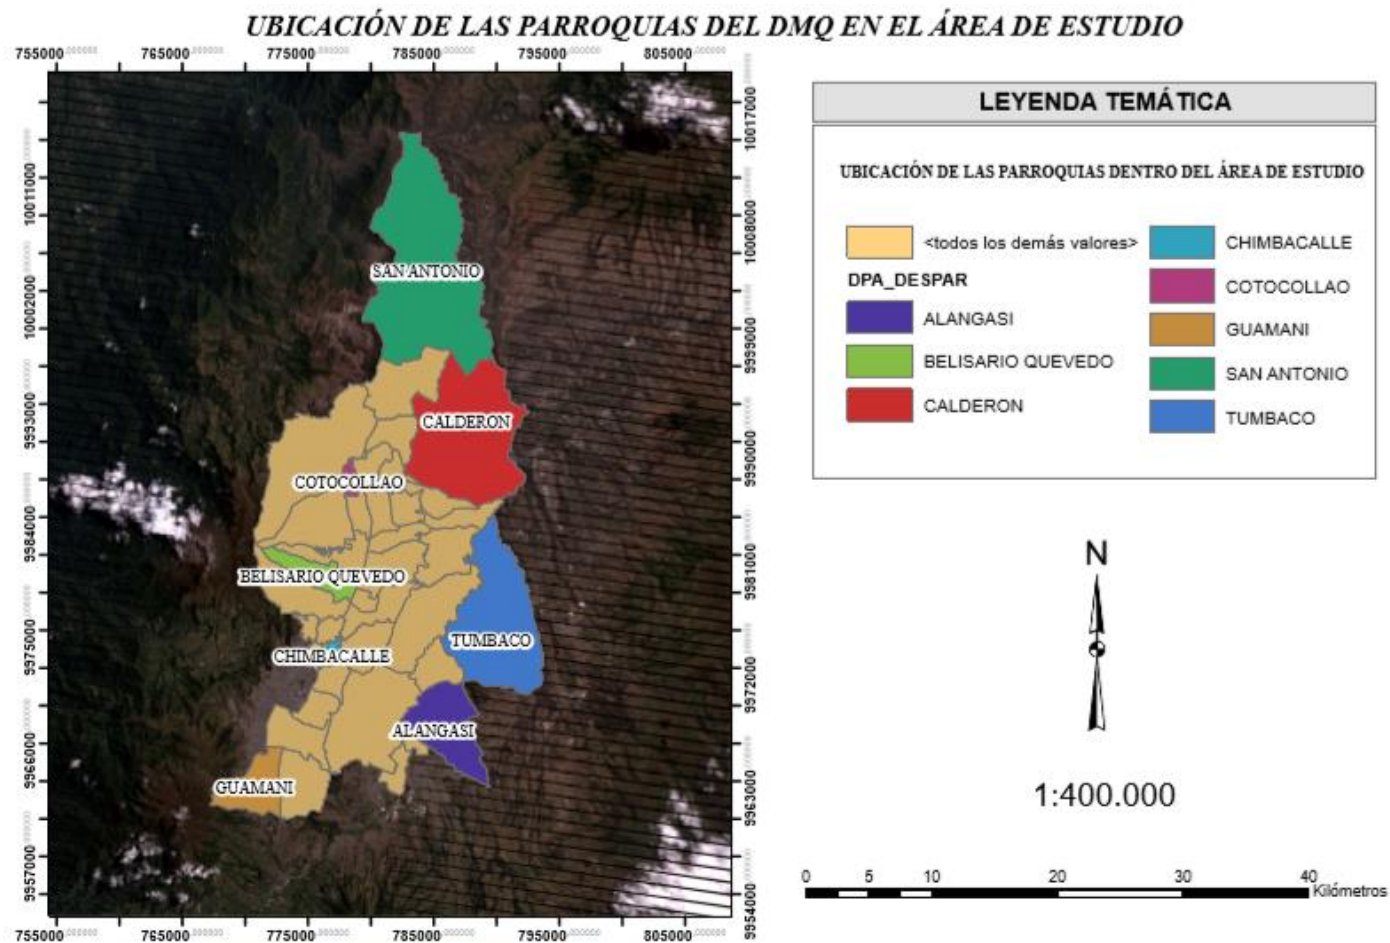 UBICACIÓN DE LAS PARROQUIAS DEL DMQ EN EL ÁREA DE ESTUDIO
755000 765000 775000 785000 795000 805000
10011000
10002000
9993000
9984000
9975000
9966000
9957000
SAN ANTONIO
CALDERON
COTOCOLLAO
BELISARIO QUEVEDO
TUMBACO
CHIMBACALLE
ALANGASI
GUAMANI
10017000
10008000
9999000
9990000
9981000
9972000
9963000
9954000
755000 765000 775000 785000 795000 805000
LEYENDA TEMÁTICA
UBICACIÓN DE LAS PARROQUIAS DENTRO DEL ÁREA DE ESTUDIO
<todos los demás valores>
DPA_DESPAR
ALANGASI
BELISARIO QUEVEDO
CALDERON
CHIMBACALLE
COTOCOLLAO
GUAMANI
SAN ANTONIO
TUMBACO
N
1:400.000
0 5 10 20 30 40
Kilómetros